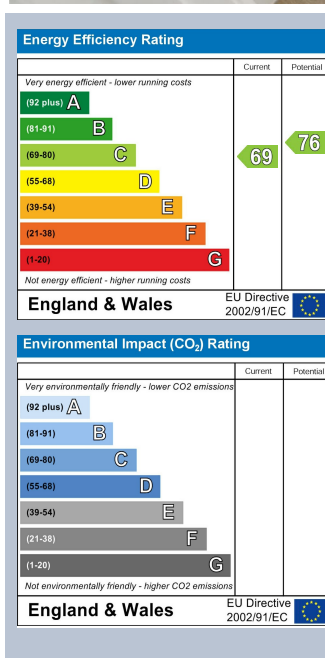 Energy Efficiency Rating
Current Potential
Very energy efficient - lower running costs
(92 plus) A
(81-91) B
(69-80) C
69 76
(55-68) D
(39-54) E
(21-38) F
(1-20) G
Not energy efficient - higher running costs
England & Wales EU Directive 2002/91/EC
Environmental Impact (CO₂) Rating
Current Potential
Very environmentally friendly - lower CO2 emissions
(92 plus) A
(81-91) B
(69-80) C
(55-68) D
(39-54) E
(21-38) F
(1-20) G
Not environmentally friendly - higher CO2 emissions
England & Wales EU Directive 2002/91/EC